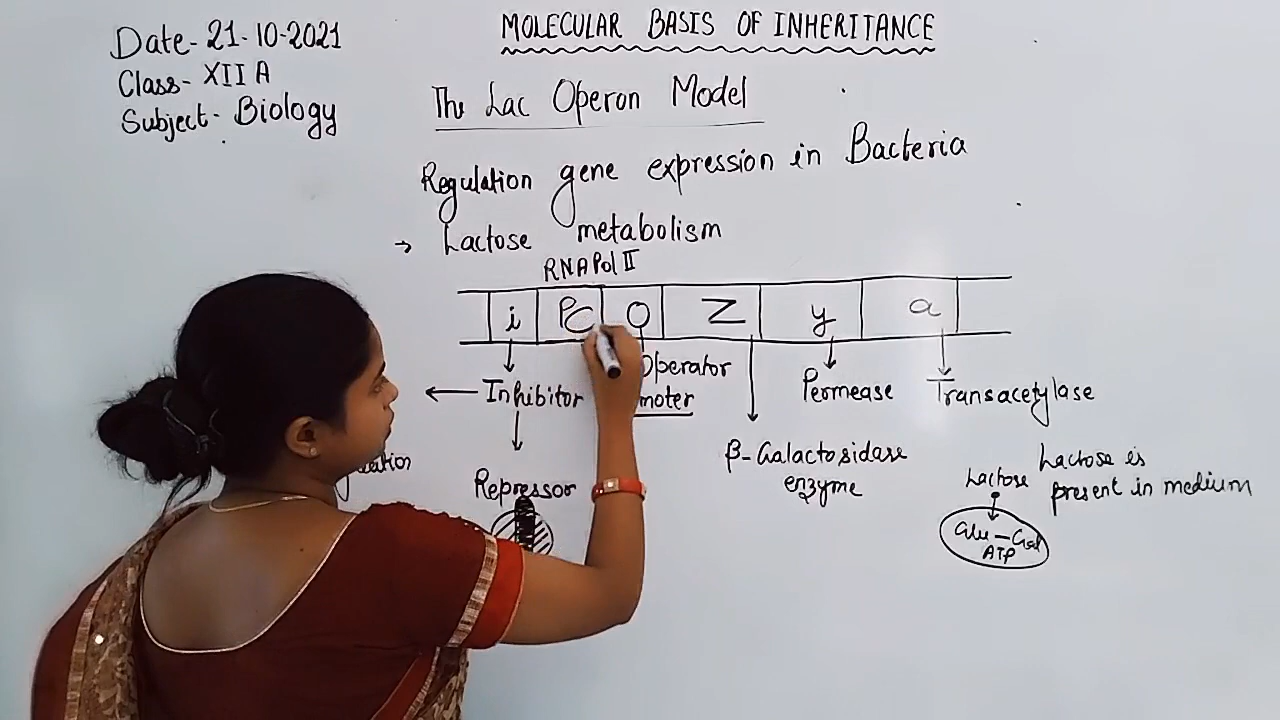 Date- 21-10-2021
Class- XII A
Subject- Biology
MOLECULAR BASIS OF INHERITANCE
The Lac Operon Model
Regulation gene expression in Bacteria
→ Lactose metabolism
RNA Pol II
i O Z y a
Inhibitor
Operator
moter
Permease
Transacetylase
Repressor
β-Galactosidase
enzyme
Lactose
Glu - Gal
ATP
Lactose is
present in medium